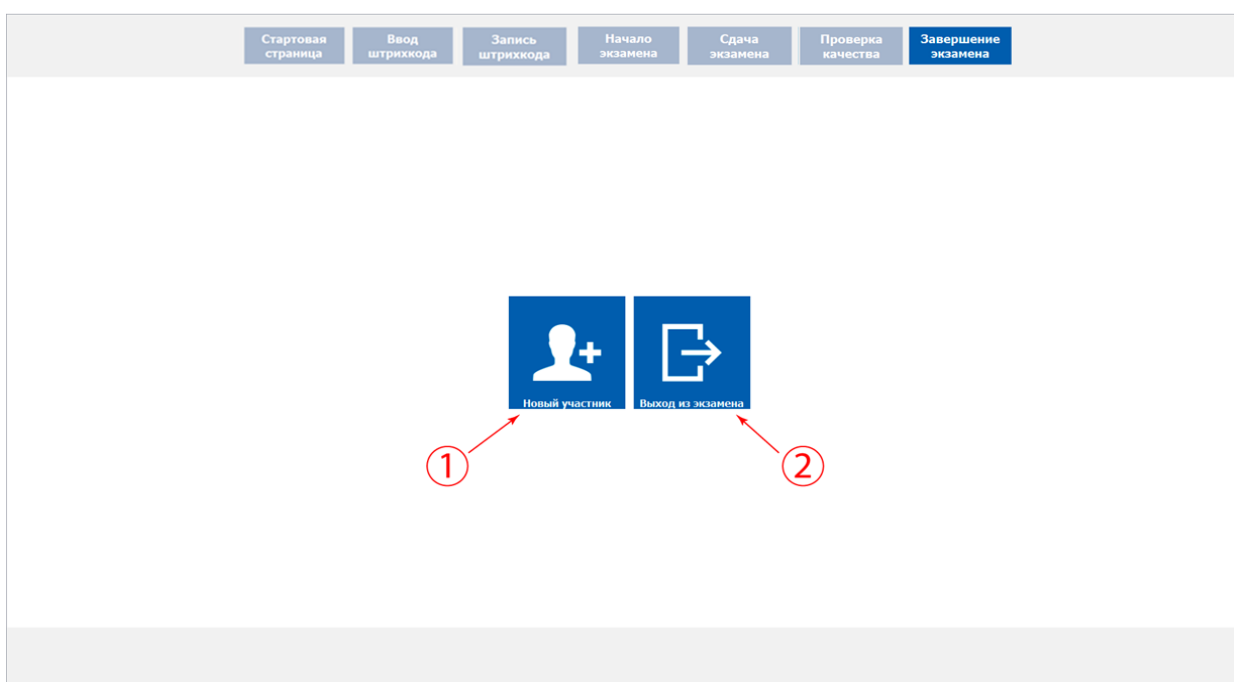 Стартовая
страница
Ввод
штрихкода
Запись
штрихкода
Начало
экзамена
Сдача
экзамена
Проверка
качества
Завершение
экзамена
Новый участник
Выход из экзамена
1
2